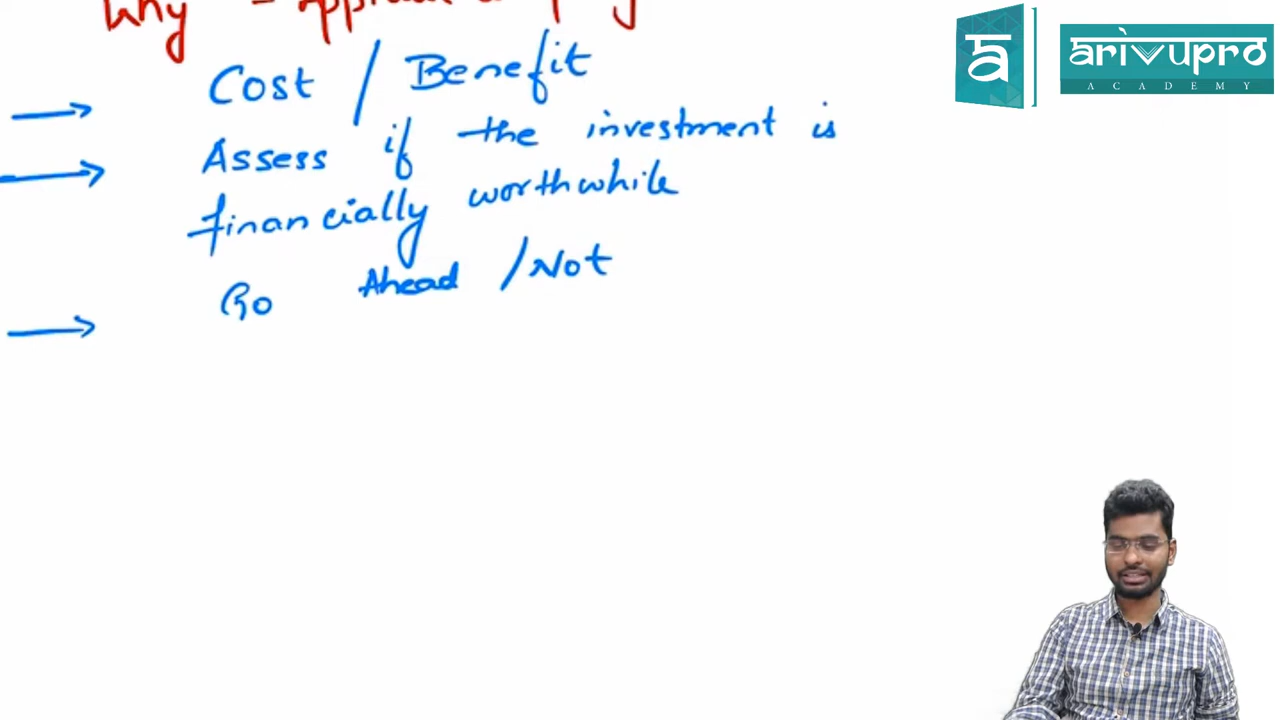 Why -
Cost / Benefit
Assess if the investment is
financially worthwhile
Go Ahead / Not
arivupro
ACADEMY